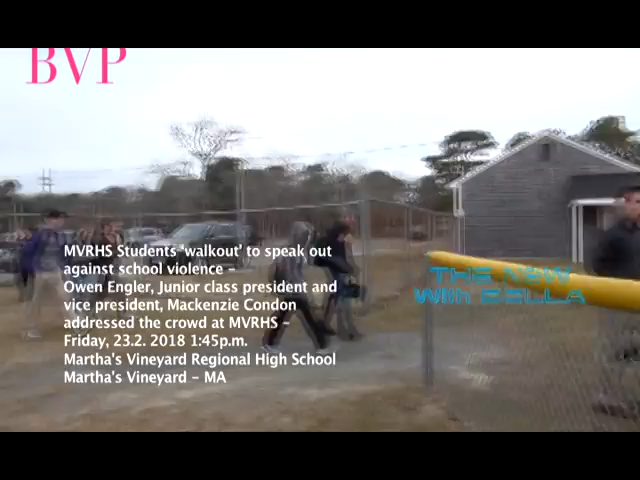 BVP
MVRHS Students 'walkout' to speak out
against school violence
Owen Engler, Junior class president and
vice president, Mackenzie Condon
addressed the crowd at MVRHS –
Friday, 23.2. 2018 1:45p.m.
Martha's Vineyard Regional High School
Martha's Vineyard – MA
THE NEW
With BELLA